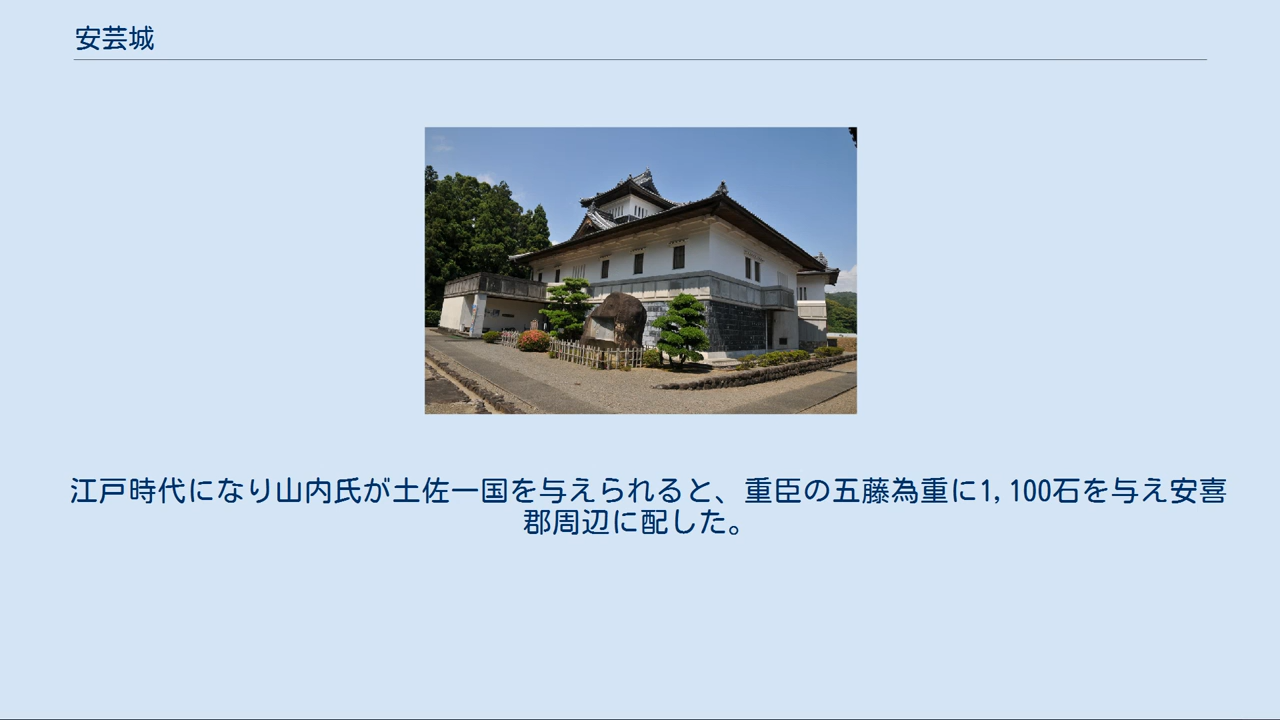 安芸城
江戸時代になり山内氏が土佐一国を与えられると、重臣の五藤為重に1,100石を与え安喜
郡周辺に配した。